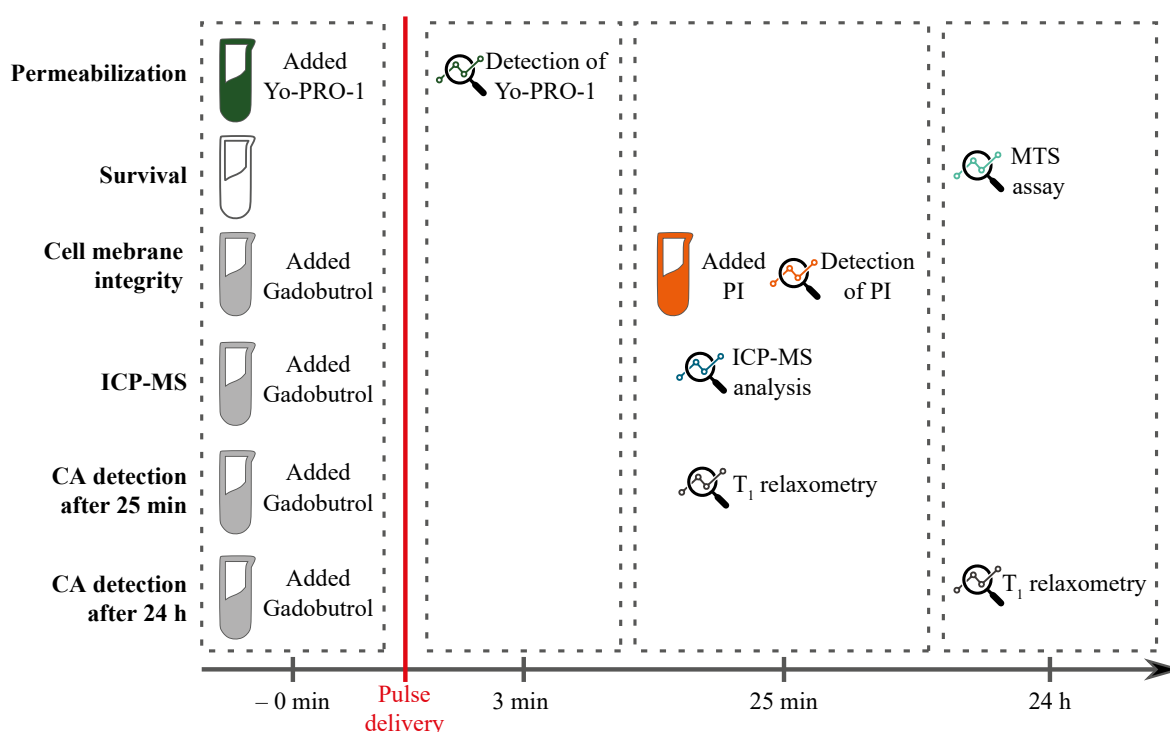 Permeabilization
Added
Yo-PRO-1
Detection of
Yo-PRO-1
Survival
MTS
assay
Cell mebrane
integrity
Added
Gadobutrol
Added
PI
Detection
of PI
ICP-MS
Added
Gadobutrol
ICP-MS
analysis
CA detection
after 25 min
Added
Gadobutrol
T₁ relaxometry
CA detection
after 24 h
Added
Gadobutrol
T₁ relaxometry
– 0 min
Pulse
delivery
3 min
25 min
24 h